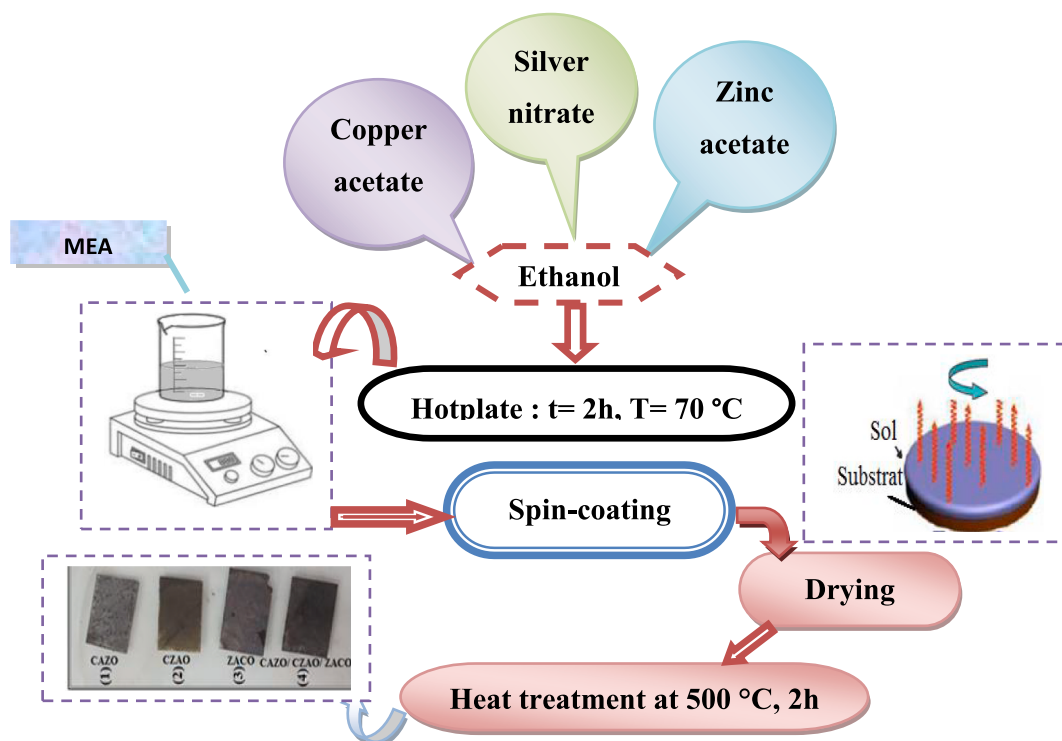 Silver
nitrate
Copper
acetate
Zinc
acetate
MEA
Ethanol
Hotplate : t= 2h, T= 70 °C
Sol
Substrat
Spin-coating
Drying
CAZO
(1)
CZAO
(2)
ZACO
(3)
CAZO/CZAO/ZACO
(4)
Heat treatment at 500 °C, 2h